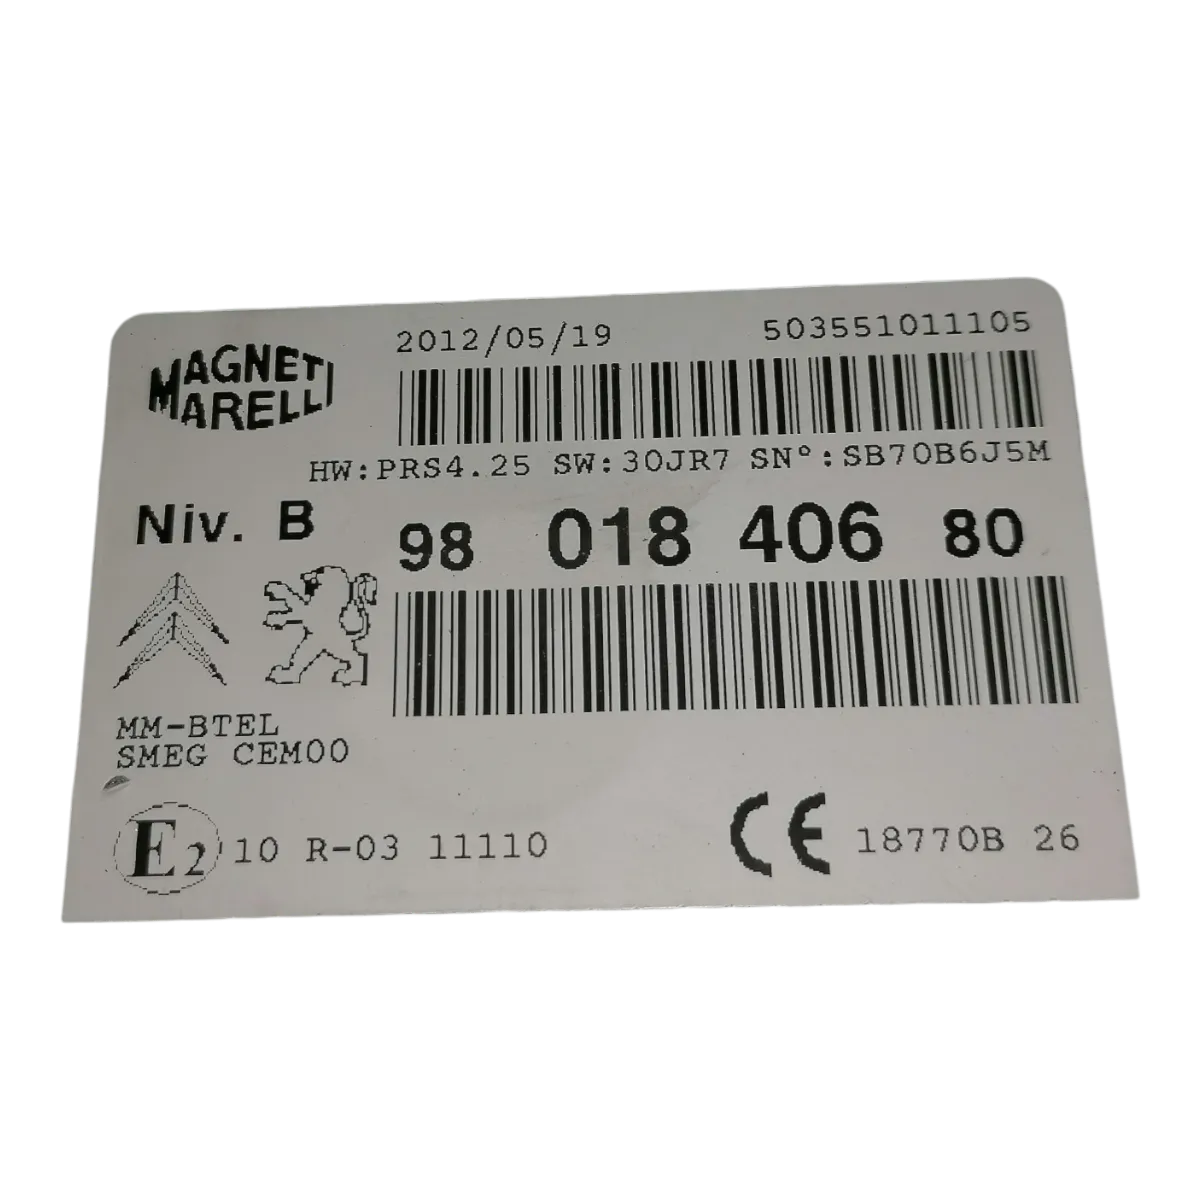 MAGNETI
MARELLI
2012/05/19 503551011105
HW:PRS4.25 SW:30JR7 SN°:SB70B6J5M
Niv. B
98 018 406 80
MM-BTEL
SMEG CEM00
E2 10 R-03 11110
CE 18770B 26